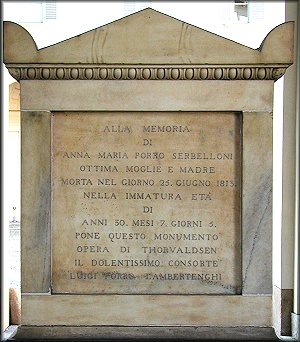 ALLA MEMORIA
DI
ANNA MARIA PORRO SERBELLONI
OTTIMA MOGLIE E MADRE
MORTA NEL GIORNO 25. GIUGNO 1813.
NELLA IMMATURA ETÀ
DI
ANNI 30. MESI 7. GIORNI 5.
PONE QUESTO MONUMENTO
OPERA DI THORVALDSEN
IL DOLENTISSIMO CONSORTE
LUIGI PORRO LAMBERTENGHI